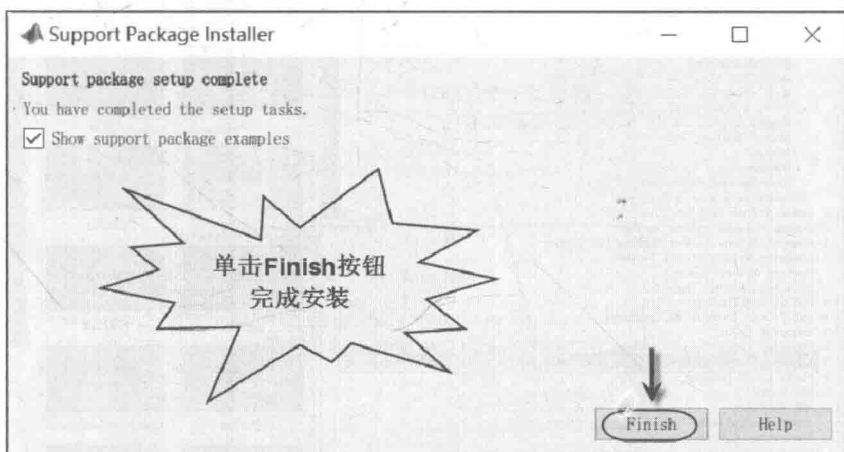 Support Package Installer
Support package setup complete
You have completed the setup tasks.
Show support package examples
单击Finish按钮
完成安装
Finish
Help